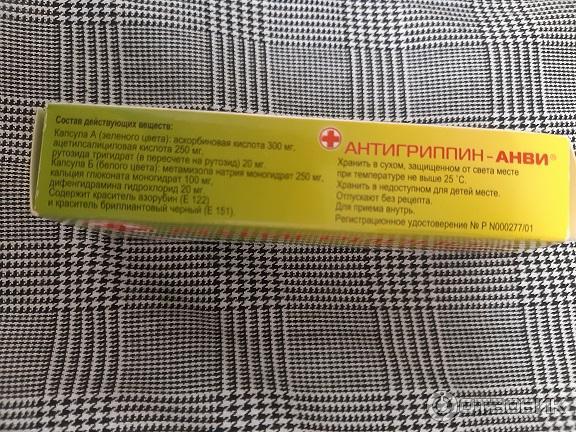 Состав действующих веществ:
Капсула А (зеленого цвета): аскорбиновая кислота 300 мг,
ацетилсалициловая кислота 250 мг,
рутозида тригидрат (в пересчете на рутозид) 20 мг.
Капсула Б (белого цвета): метамизола натрия моногидрат 250 мг,
кальция глюконата моногидрат 100 мг,
дифенгидрамина гидрохлорид 20 мг.
Содержит краситель азорубин (Е 122)
и краситель бриллиантовый черный (Е 151).
АНТИГРИППИН-АНВИ®
Хранить в сухом, защищенном от света месте
при температуре не выше 25 ˚С.
Хранить в недоступном для детей месте.
Отпускают без рецепта.
Для приема внутрь.
Регистрационное удостоверение № Р N000277/01
ОТЗОВИК